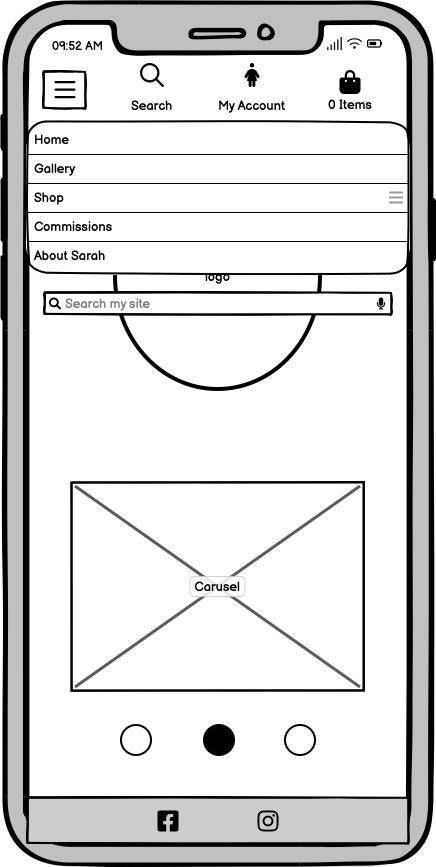 09:52 AM
Search
My Account
0 Items
Home
Gallery
Shop
Commissions
About Sarah
logo
Search my site
Carusel